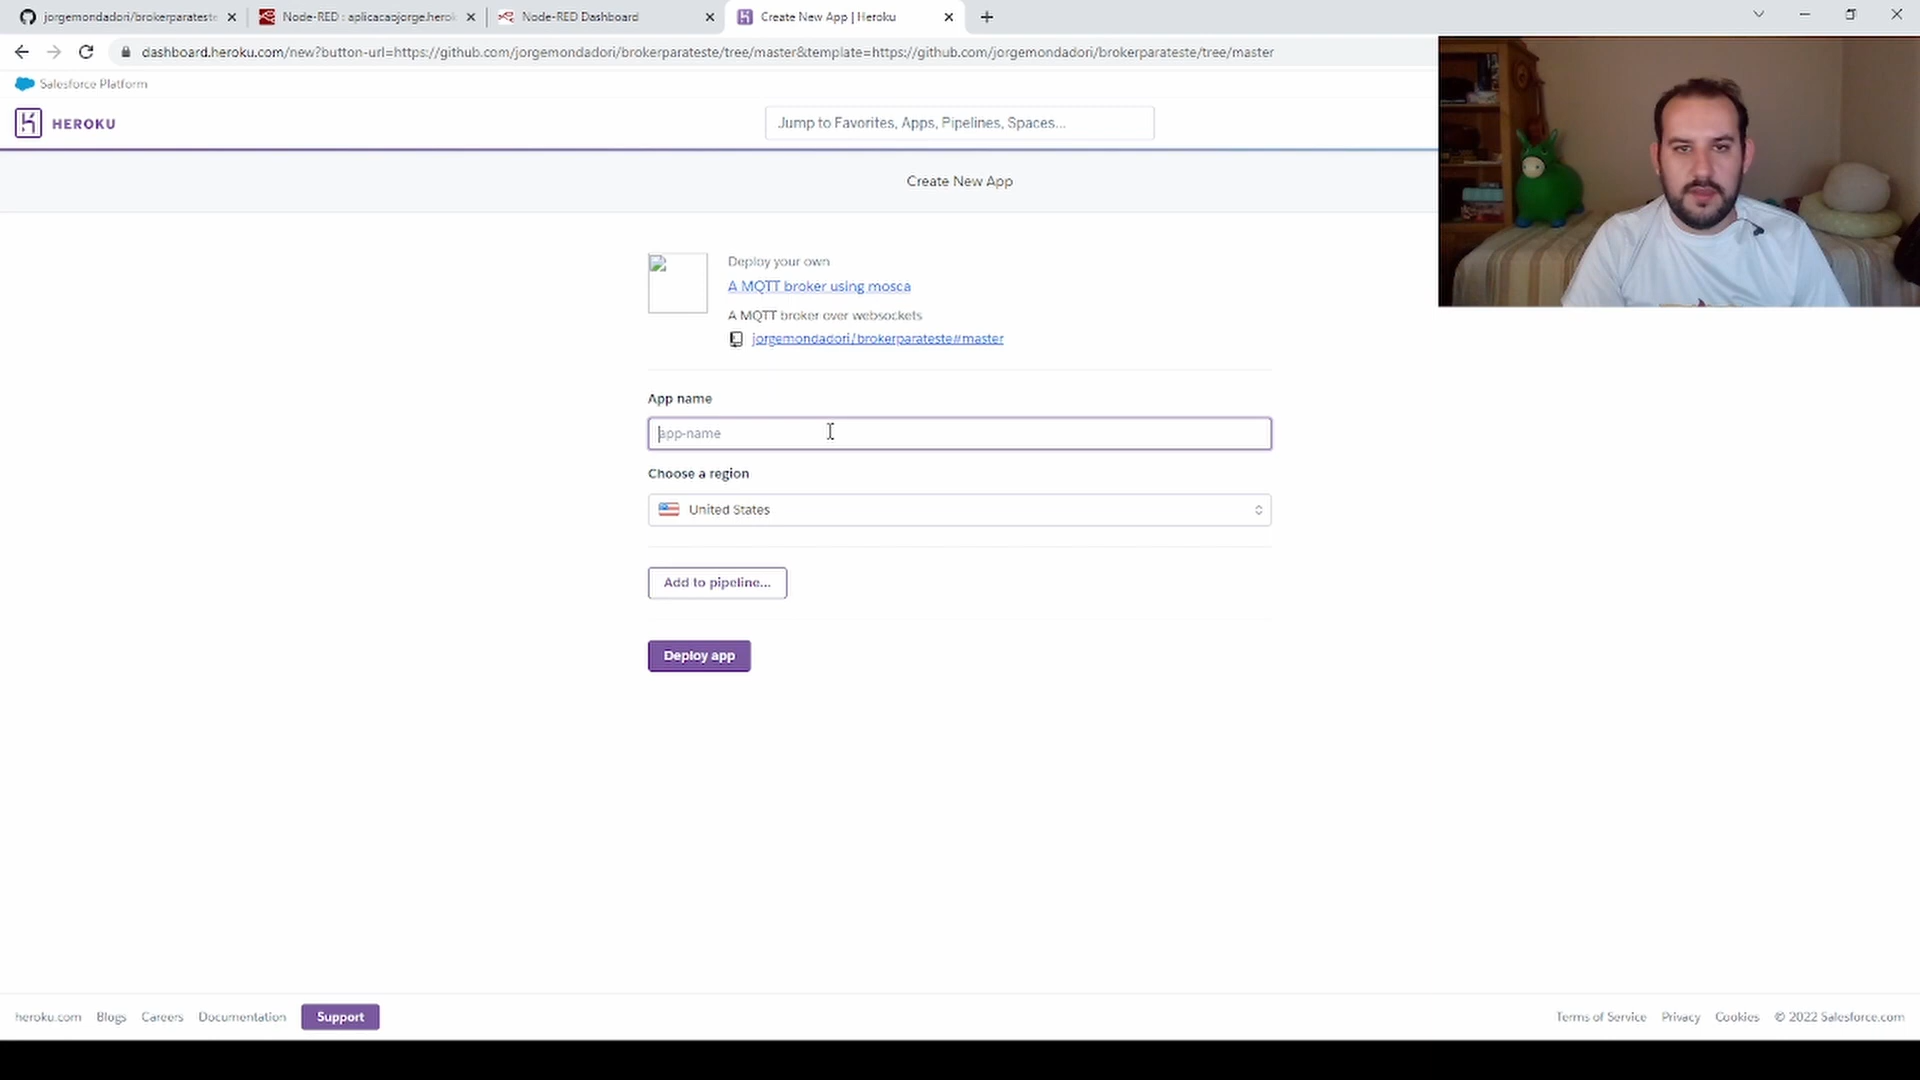 jorgemondadori/brokerparateste
Node-RED : aplicacaojorge.herok
Node-RED Dashboard
Create New App | Heroku
dashboard.heroku.com/new?button-url=https://github.com/jorgemondadori/brokerparateste/tree/master&template=https://github.com/jorgemondadori/brokerparateste/tree/master
Salesforce Platform
HEROKU
Jump to Favorites, Apps, Pipelines, Spaces...
Create New App
Deploy your own
A MQTT broker using mosca
A MQTT broker over websockets
jorgemondadori/brokerparateste#master
App name
app-name
Choose a region
United States
Add to pipeline...
Deploy app
heroku.com Blogs Careers Documentation Support
Terms of Service Privacy Cookies © 2022 Salesforce.com